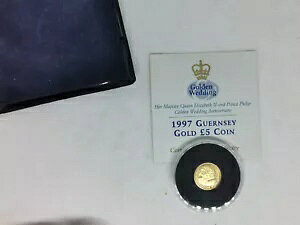 Golden
Wedding
Her Majesty Queen Elizabeth II and Prince Philip
Golden Wedding Anniversary
1997 GUERNSEY
GOLD £5 COIN